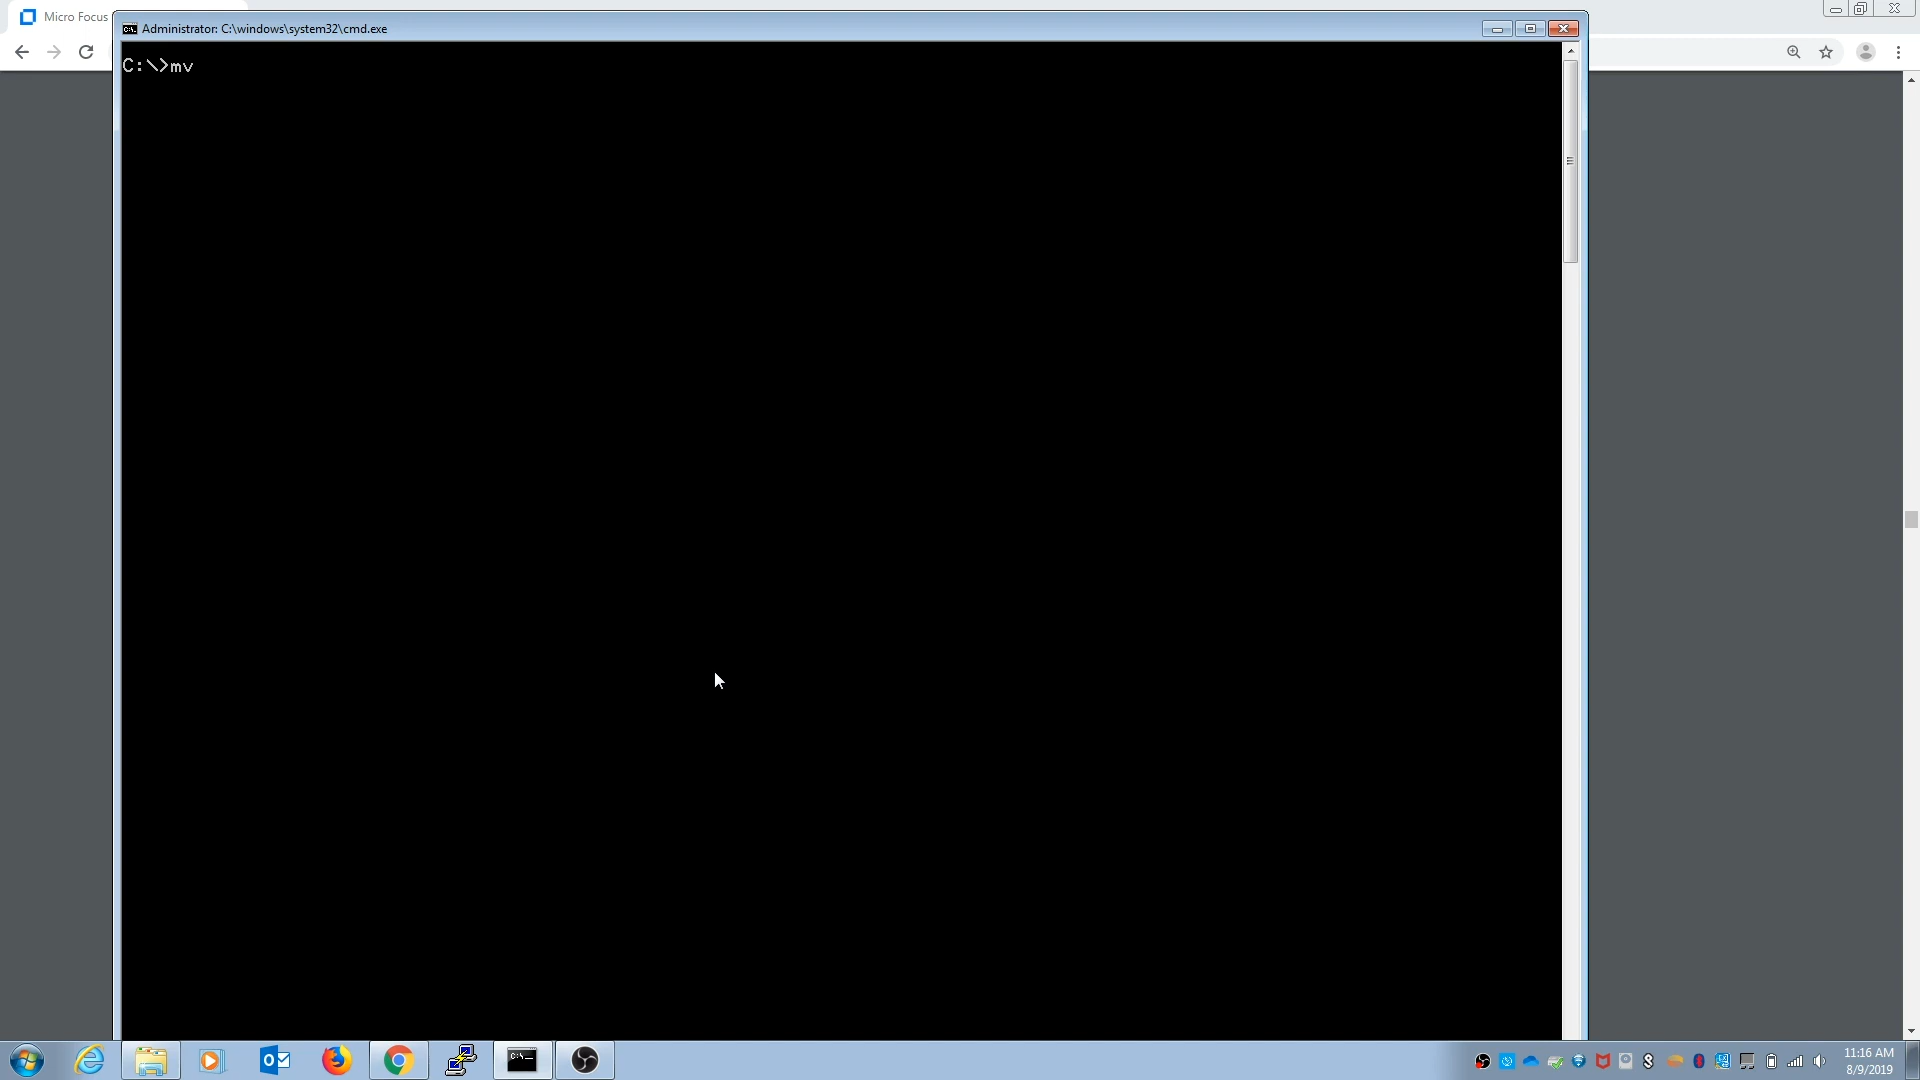 Micro Focus
Administrator: C:\windows\system32\cmd.exe
C:\>mv
11:16 AM
8/9/2019